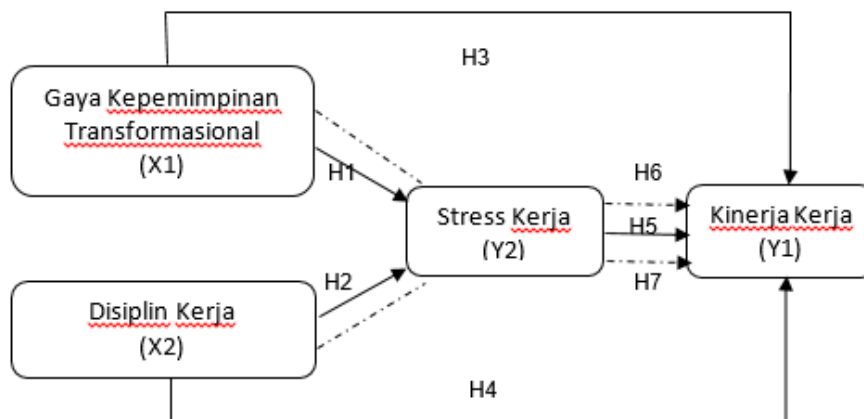 H3
Gaya Kepemimpinan
Transformasional
(X1)
H1
H6
Stress Kerja
(Y2)
H5
Kinerja Kerja
(Y1)
H2
H7
Disiplin Kerja
(X2)
H4